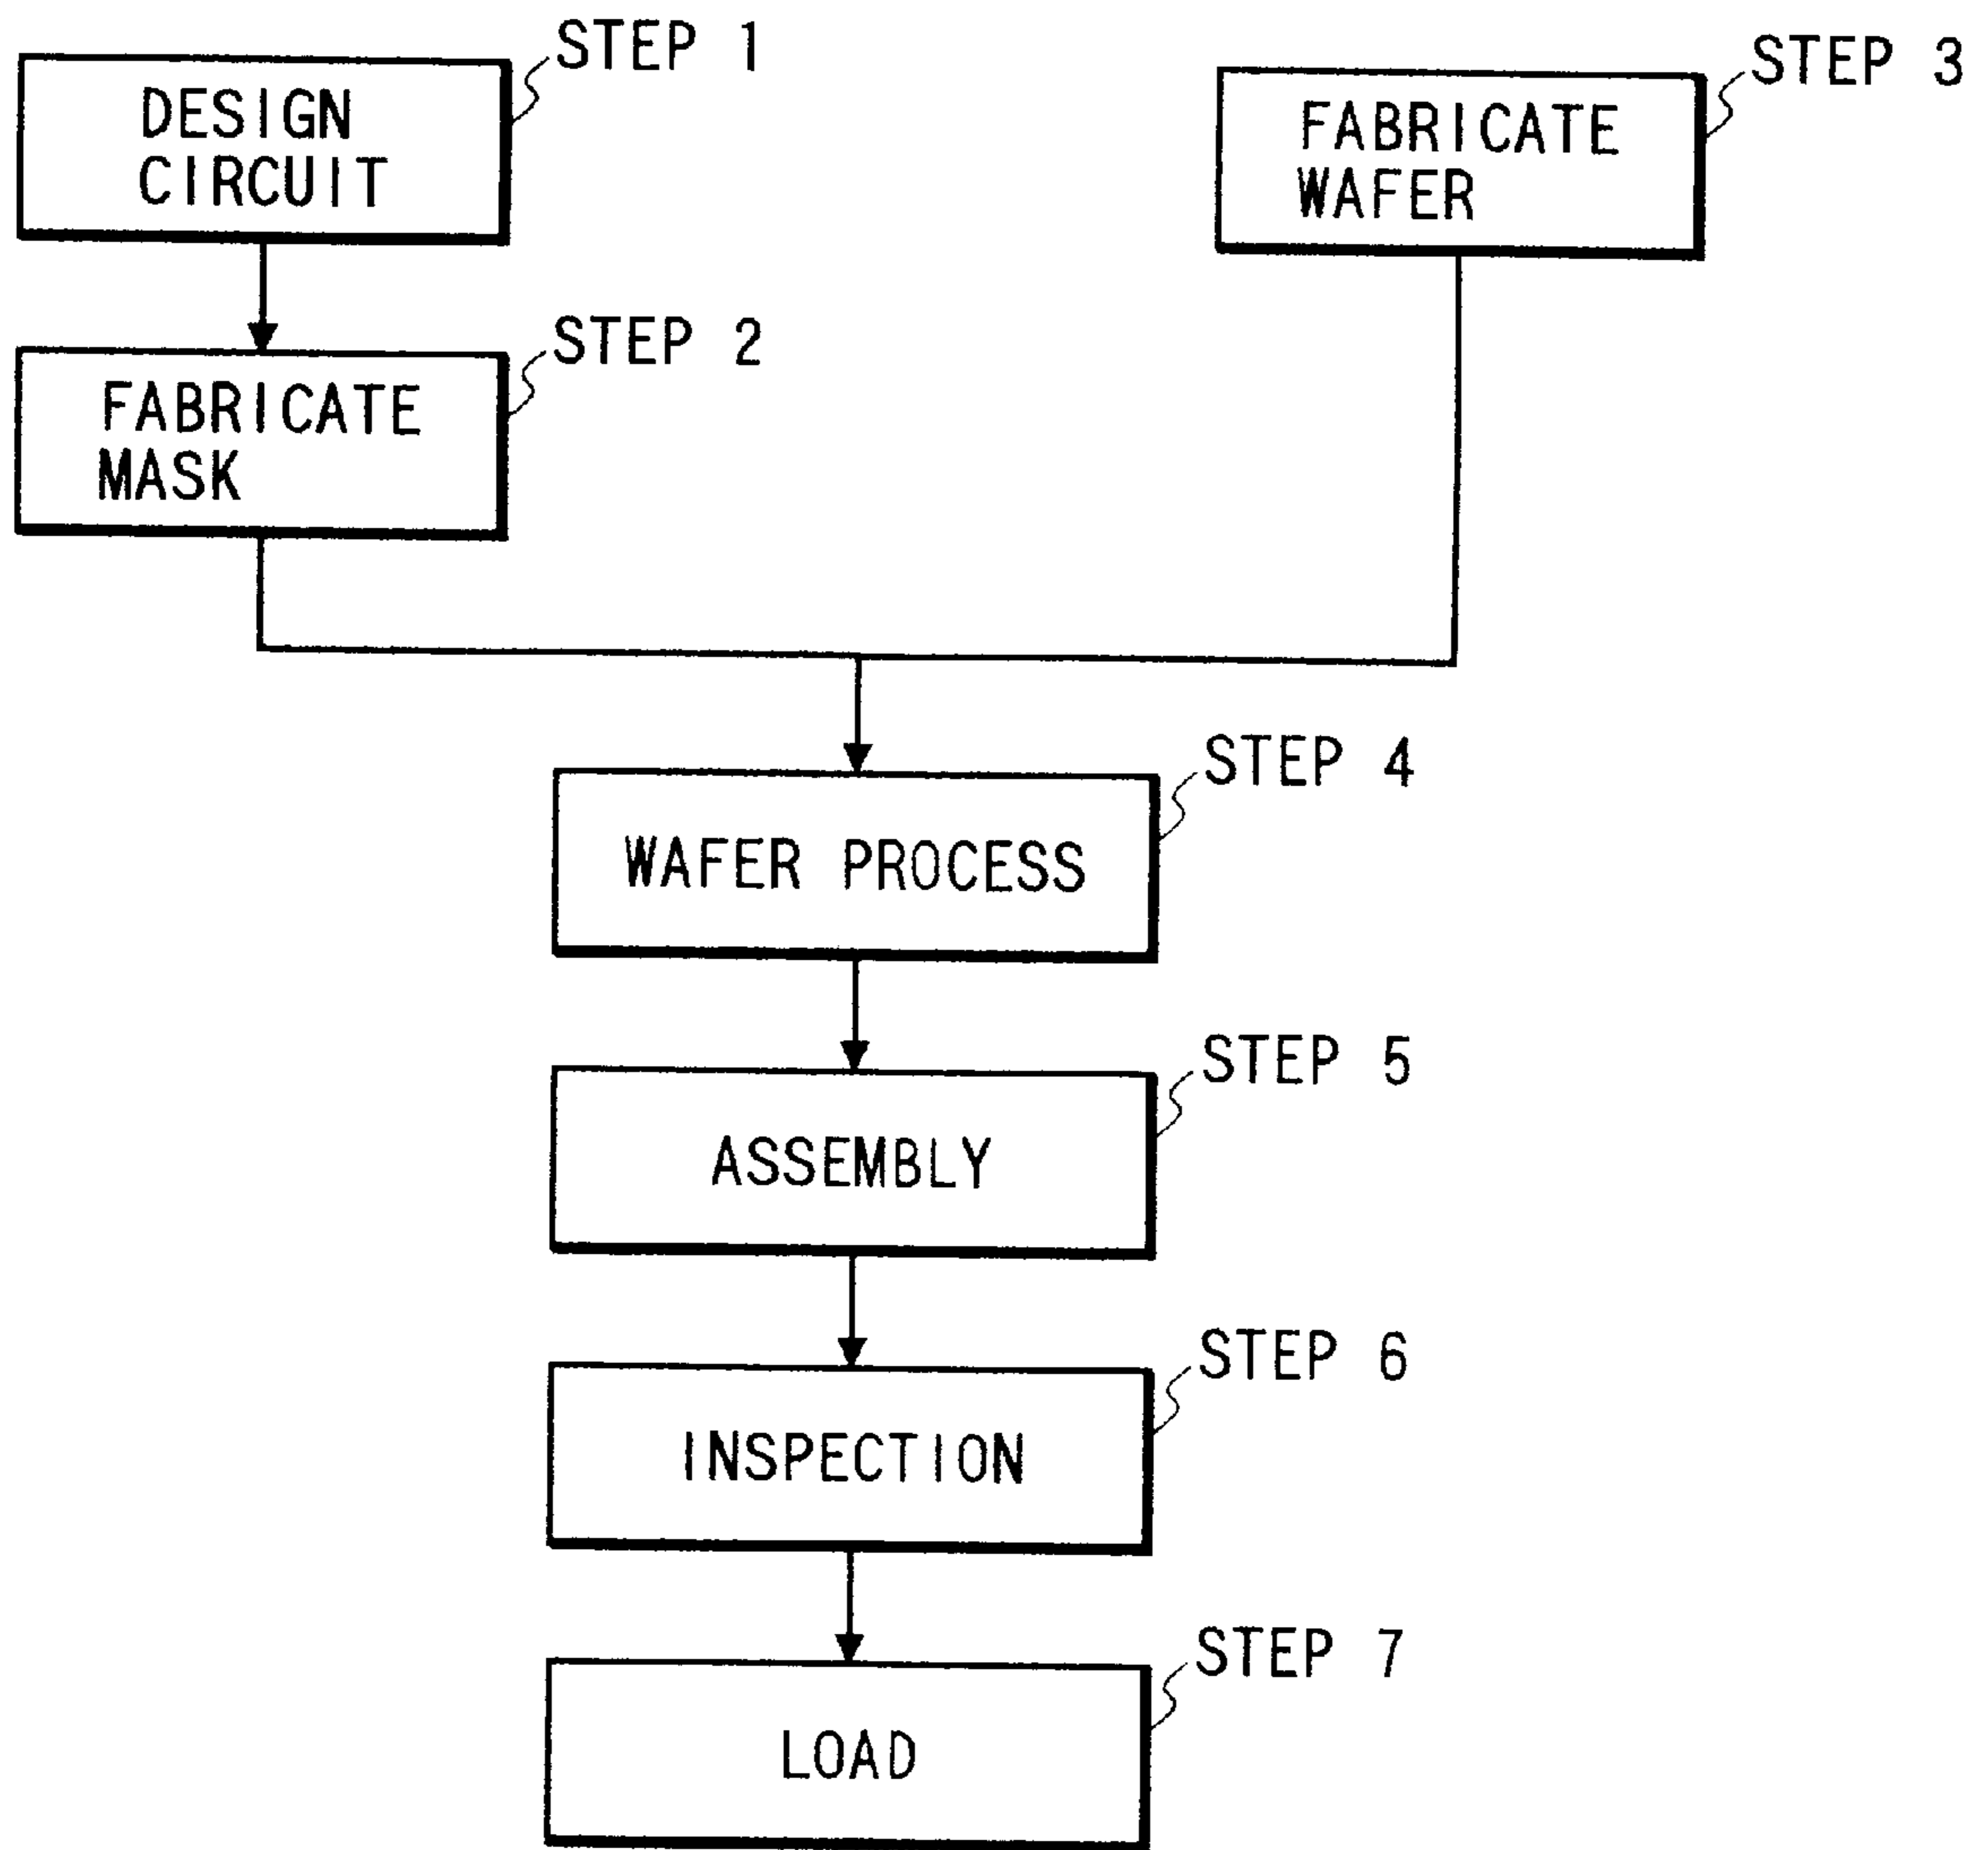 STEP 1
DESIGN
CIRCUIT
STEP 3
FABRICATE
WAFER
STEP 2
FABRICATE
MASK
STEP 4
WAFER PROCESS
STEP 5
ASSEMBLY
STEP 6
INSPECTION
STEP 7
LOAD